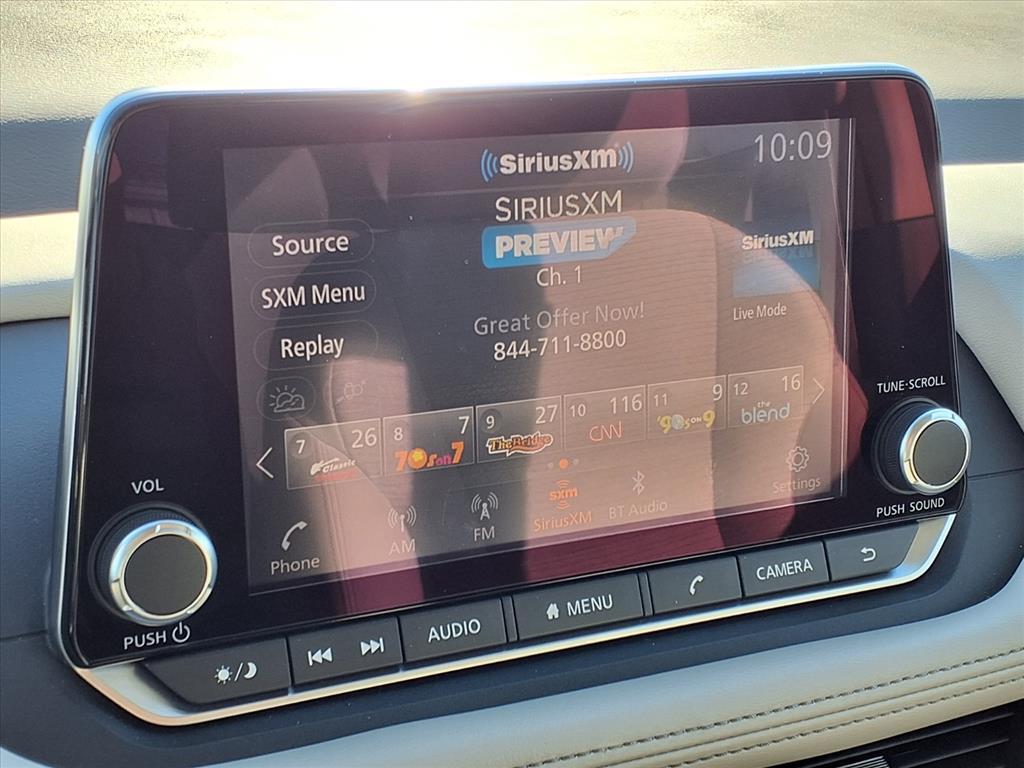 SiriusXM
10:09
SIRIUSXM
PREVIEW
Ch. 1
Source
SXM Menu
Replay
Great Offer Now!
844-711-8800
SiriusXM
Live Mode
7 26
Classic
8 7
70s on 7
9 27
The Bridge
10 116
CNN
11 9
'90s ON 9
12 16
the blend
Phone
AM
FM
sxm
SiriusXM
BT Audio
Settings
VOL
PUSH
TUNE·SCROLL
PUSH SOUND
AUDIO
MENU
CAMERA